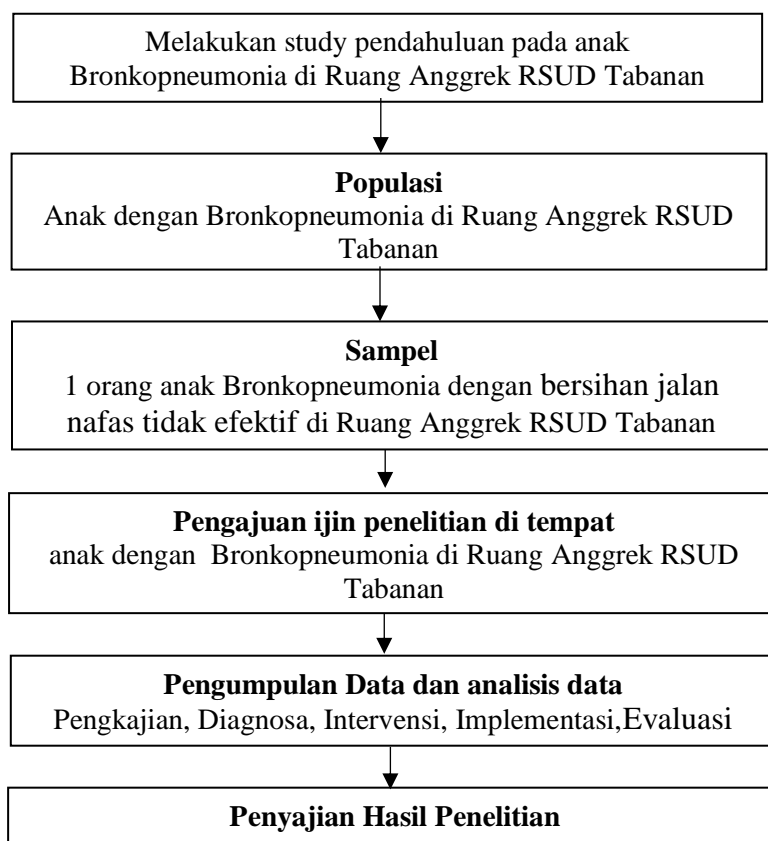 Melakukan study pendahuluan pada anak
Bronkopneumonia di Ruang Anggrek RSUD Tabanan
Populasi
Anak dengan Bronkopneumonia di Ruang Anggrek RSUD
Tabanan
Sampel
1 orang anak Bronkopneumonia dengan bersihan jalan
nafas tidak efektif di Ruang Anggrek RSUD Tabanan
Pengajuan ijin penelitian di tempat
anak dengan Bronkopneumonia di Ruang Anggrek RSUD
Tabanan
Pengumpulan Data dan analisis data
Pengkajian, Diagnosa, Intervensi, Implementasi,Evaluasi
Penyajian Hasil Penelitian